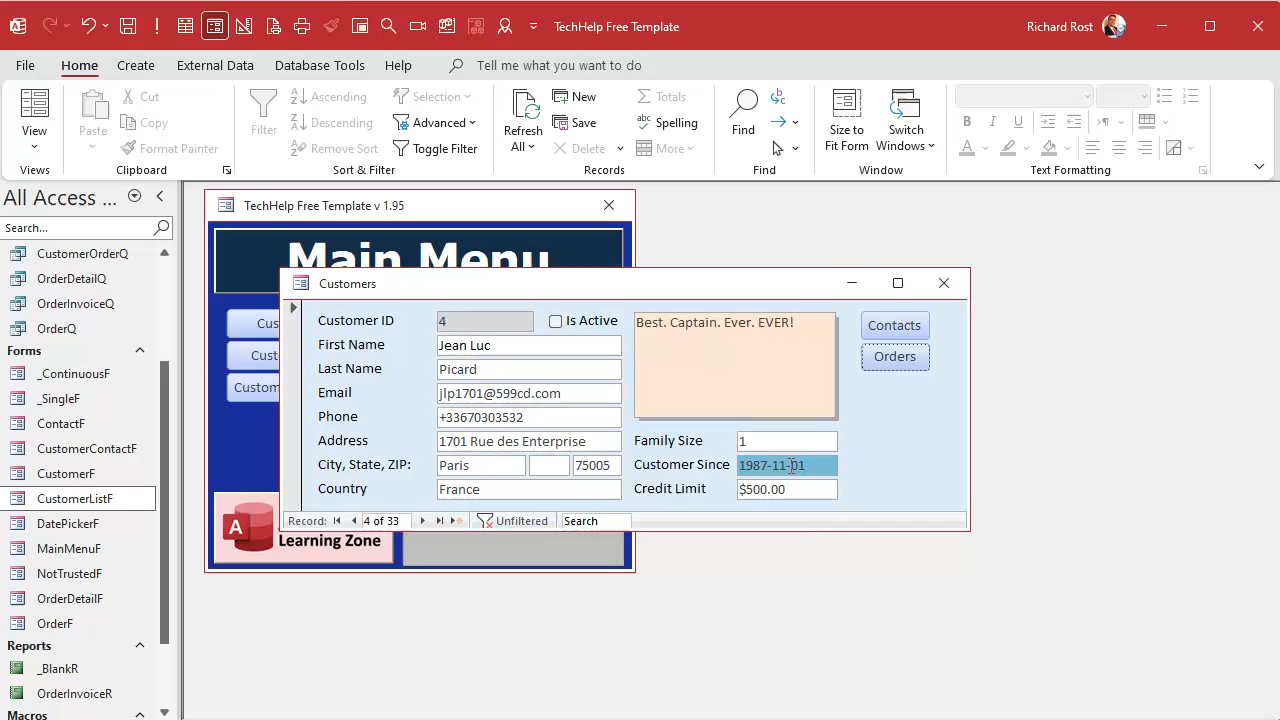 TechHelp Free Template
Richard Rost
File Home Create External Data Database Tools Help Tell me what you want to do
View
Views
Paste
Cut
Copy
Format Painter
Clipboard
Filter
Ascending
Descending
Remove Sort
Selection
Advanced
Toggle Filter
Sort & Filter
Refresh
All
New
Save
Delete
Totals
Spelling
More
Records
Find
Find
Size to
Fit Form
Switch
Windows
Window
Text Formatting
All Access ...
Search...
CustomerOrderQ
OrderDetailQ
OrderInvoiceQ
OrderQ
Forms
_ContinuousF
_SingleF
ContactF
CustomerContactF
CustomerF
CustomerListF
DatePickerF
MainMenuF
NotTrustedF
OrderDetailF
OrderF
Reports
_BlankR
OrderInvoiceR
Macros
TechHelp Free Template v 1.95
Main Menu
Cus
Cust
Custom
A
Learning Zone
Customers
Customer ID 4 Is Active
First Name Jean Luc
Last Name Picard
Email jlp1701@599cd.com
Phone +33670303532
Address 1701 Rue des Enterprise
City, State, ZIP: Paris 75005
Country France
Best. Captain. Ever. EVER!
Family Size 1
Customer Since 1987-11-01
Credit Limit $500.00
Contacts
Orders
Record: 4 of 33 Unfiltered Search